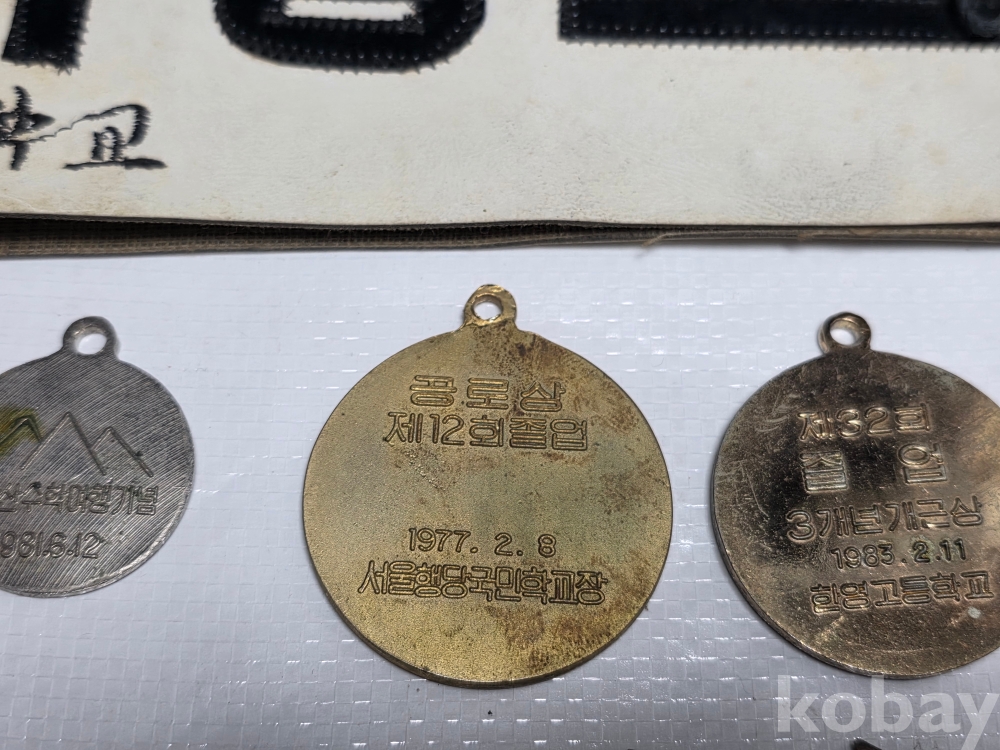 교
산수학여행기념
1981.6.12
공로상
제12회졸업
1977. 2. 8
서울행당국민학교장
제32회
졸업
3개년개근상
1983. 2. 11
한영고등학교
kobay